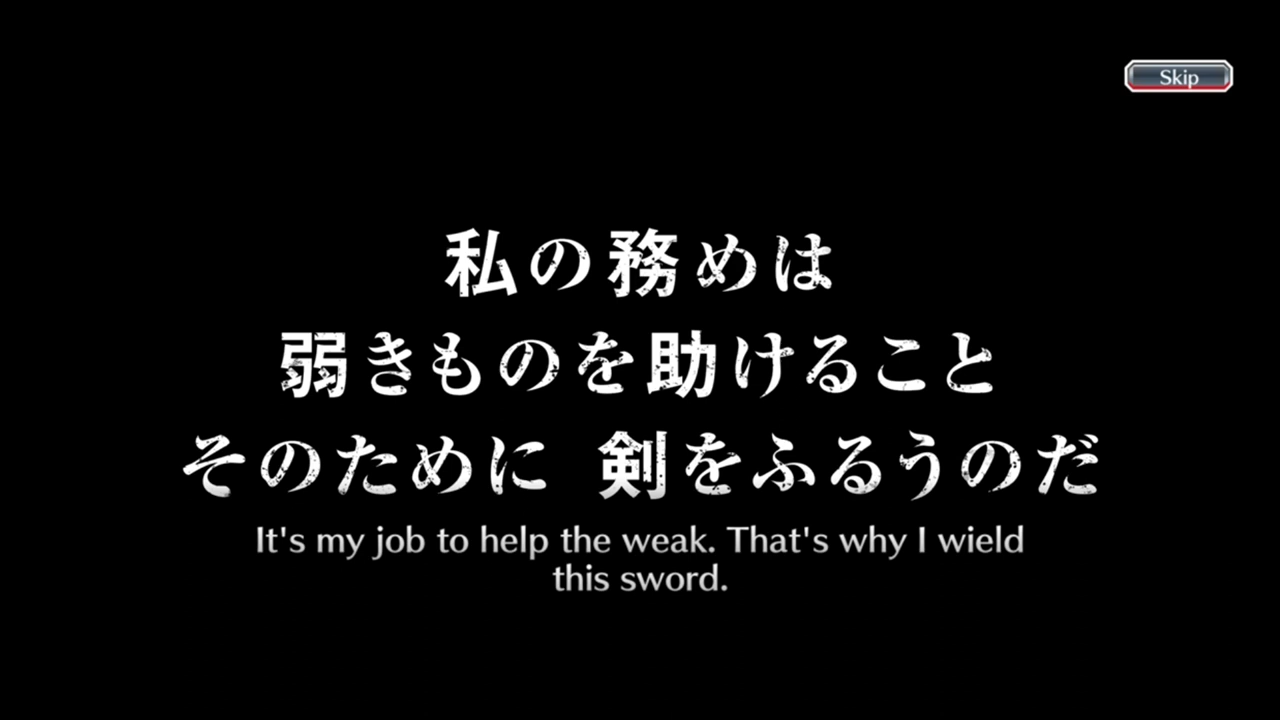 Skip
私の務めは
弱きものを助けること
そのために 剣をふるうのだ
It's my job to help the weak. That's why I wield
this sword.